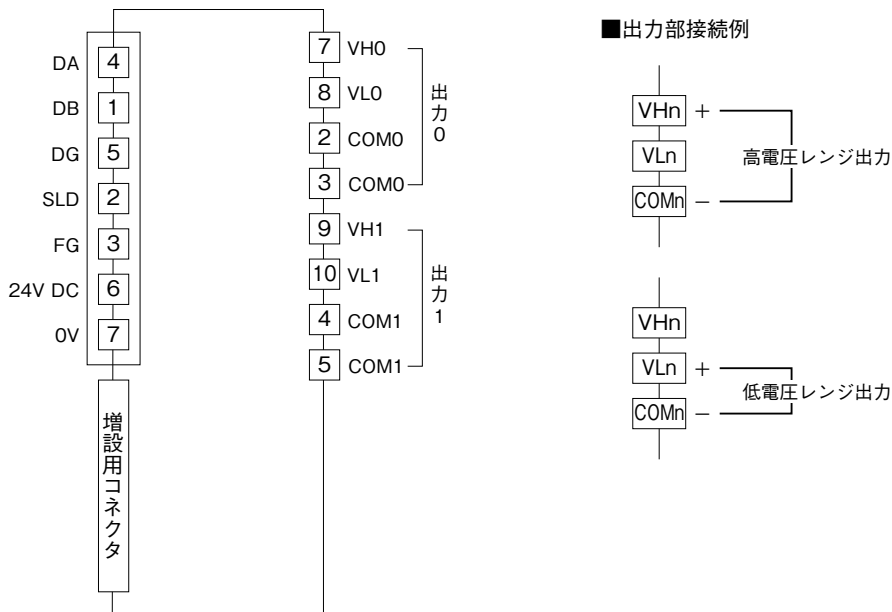 DA 4
DB 1
DG 5
SLD 2
FG 3
24V DC 6
0V 7
増設用コネクタ
7 VH0
8 VL0
2 COM0
3 COM0
出力0
9 VH1
10 VL1
4 COM1
5 COM1
出力1
■出力部接続例
VHn +
VLn
COMn −
高電圧レンジ出力
VHn
VLn +
COMn −
低電圧レンジ出力